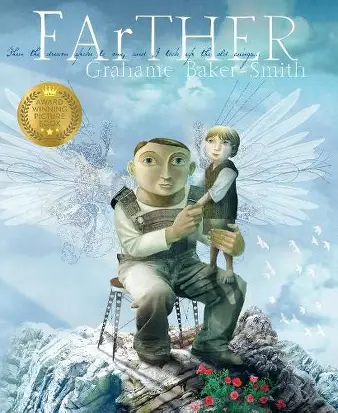 FArTHER
Then the dream spoke to me, and I took up the old
Grahame Baker-Smith
AWARD
WINNING
PICTURE
BOOK